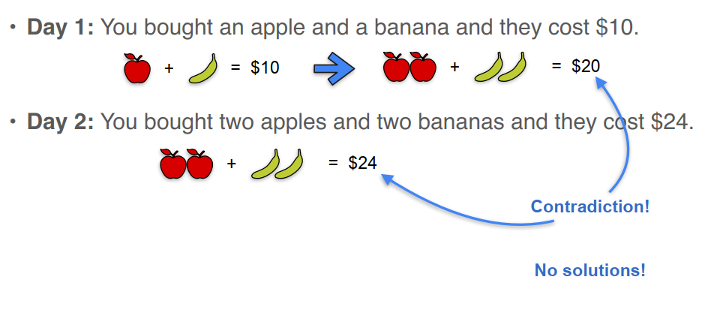 • Day 1: You bought an apple and a banana and they cost $10.
+ = $10 + = $20
• Day 2: You bought two apples and two bananas and they cost $24.
+ = $24
Contradiction!
No solutions!